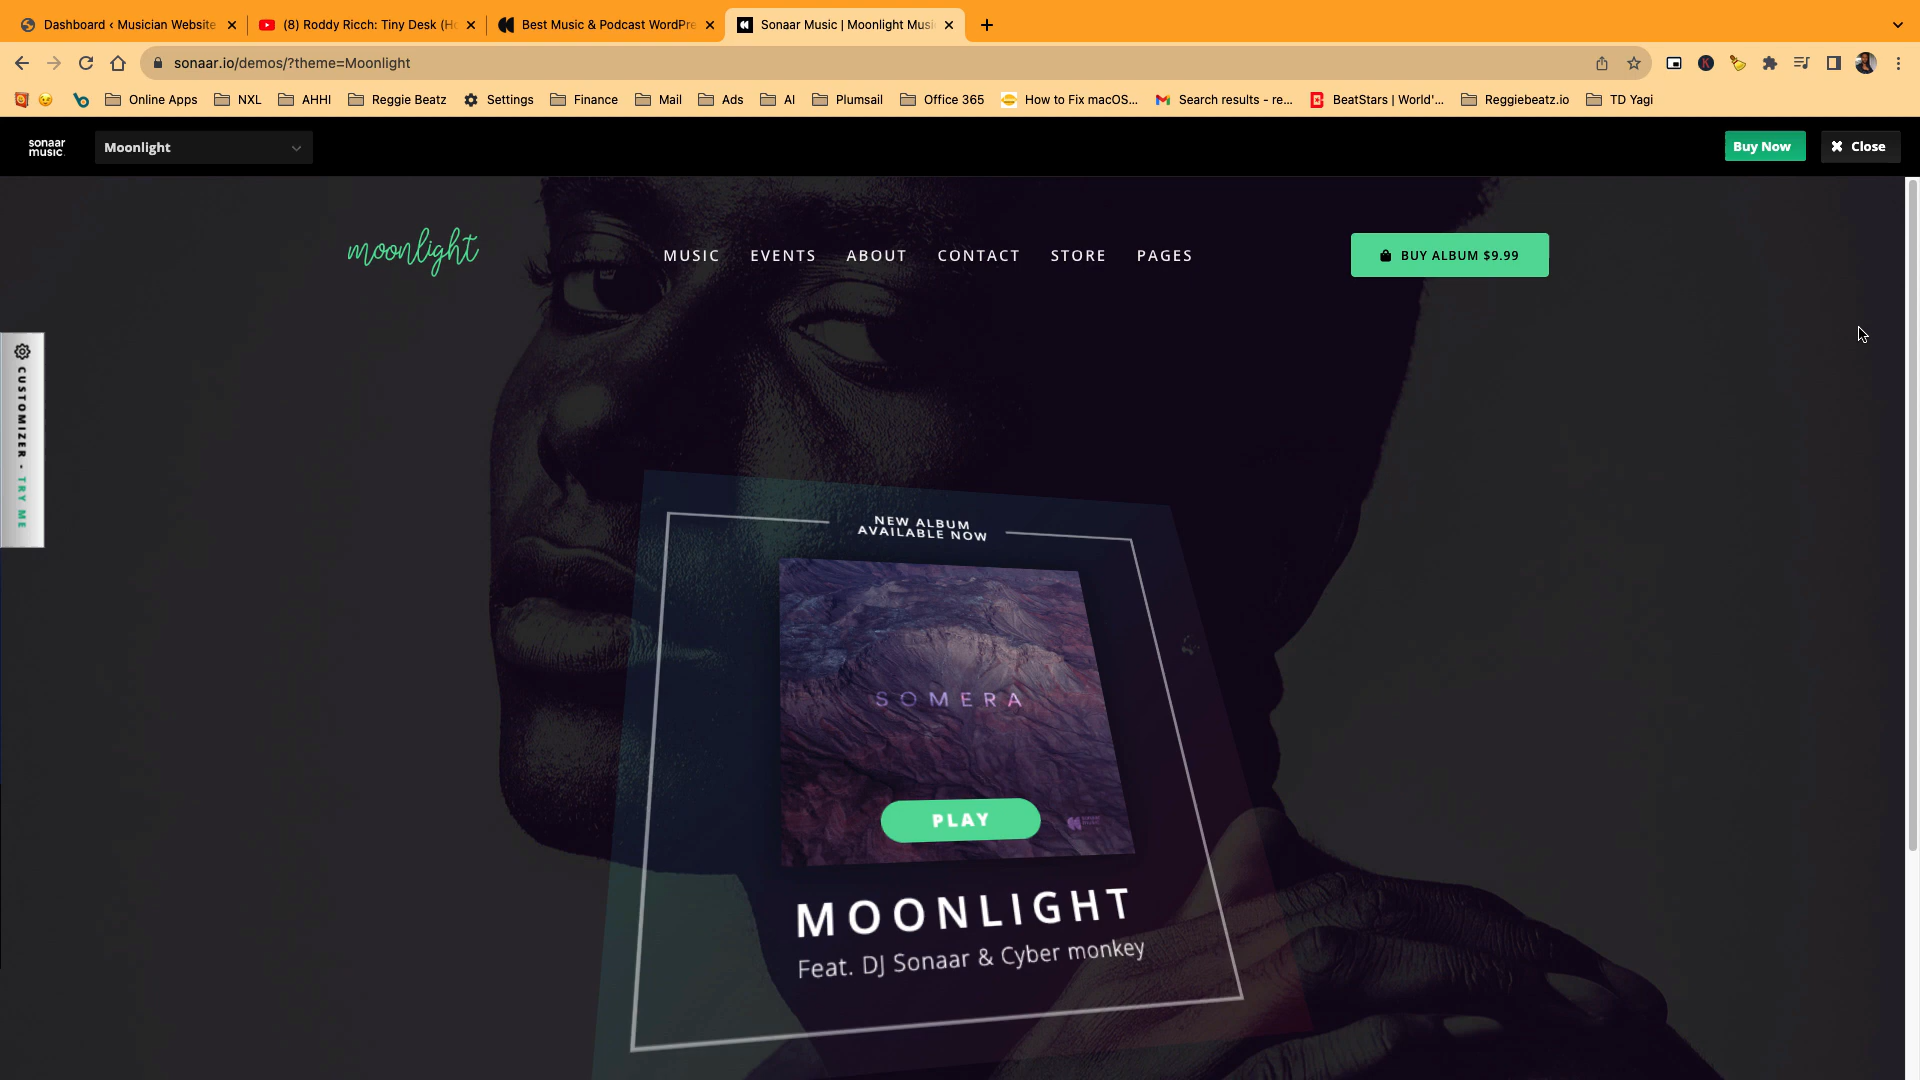 Dashboard ‹ Musician Website
(8) Roddy Ricch: Tiny Desk (Ho
Best Music & Podcast WordPre
Sonaar Music | Moonlight Musi
sonaar.io/demos/?theme=Moonlight
Online Apps
NXL
AHHI
Reggie Beatz
Settings
Finance
Mail
Ads
AI
Plumsail
Office 365
How to Fix macOS...
Search results - re...
BeatStars | World'...
Reggiebeatz.io
TD Yagi
sonaar
music
Moonlight
Buy Now
Close
moonlight
MUSIC
EVENTS
ABOUT
CONTACT
STORE
PAGES
BUY ALBUM $9.99
CUSTOMIZER - TRY ME
NEW ALBUM
AVAILABLE NOW
SOMERA
PLAY
MOONLIGHT
Feat. DJ Sonaar & Cyber monkey